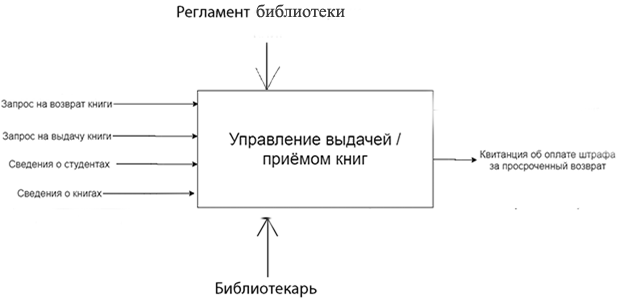 Регламент библиотеки
Запрос на возврат книги
Запрос на выдачу книги
Сведения о студентах
Сведения о книгах
Управление выдачей /
приёмом книг
Квитанция об оплате штрафа
за просроченный возврат
Библиотекарь